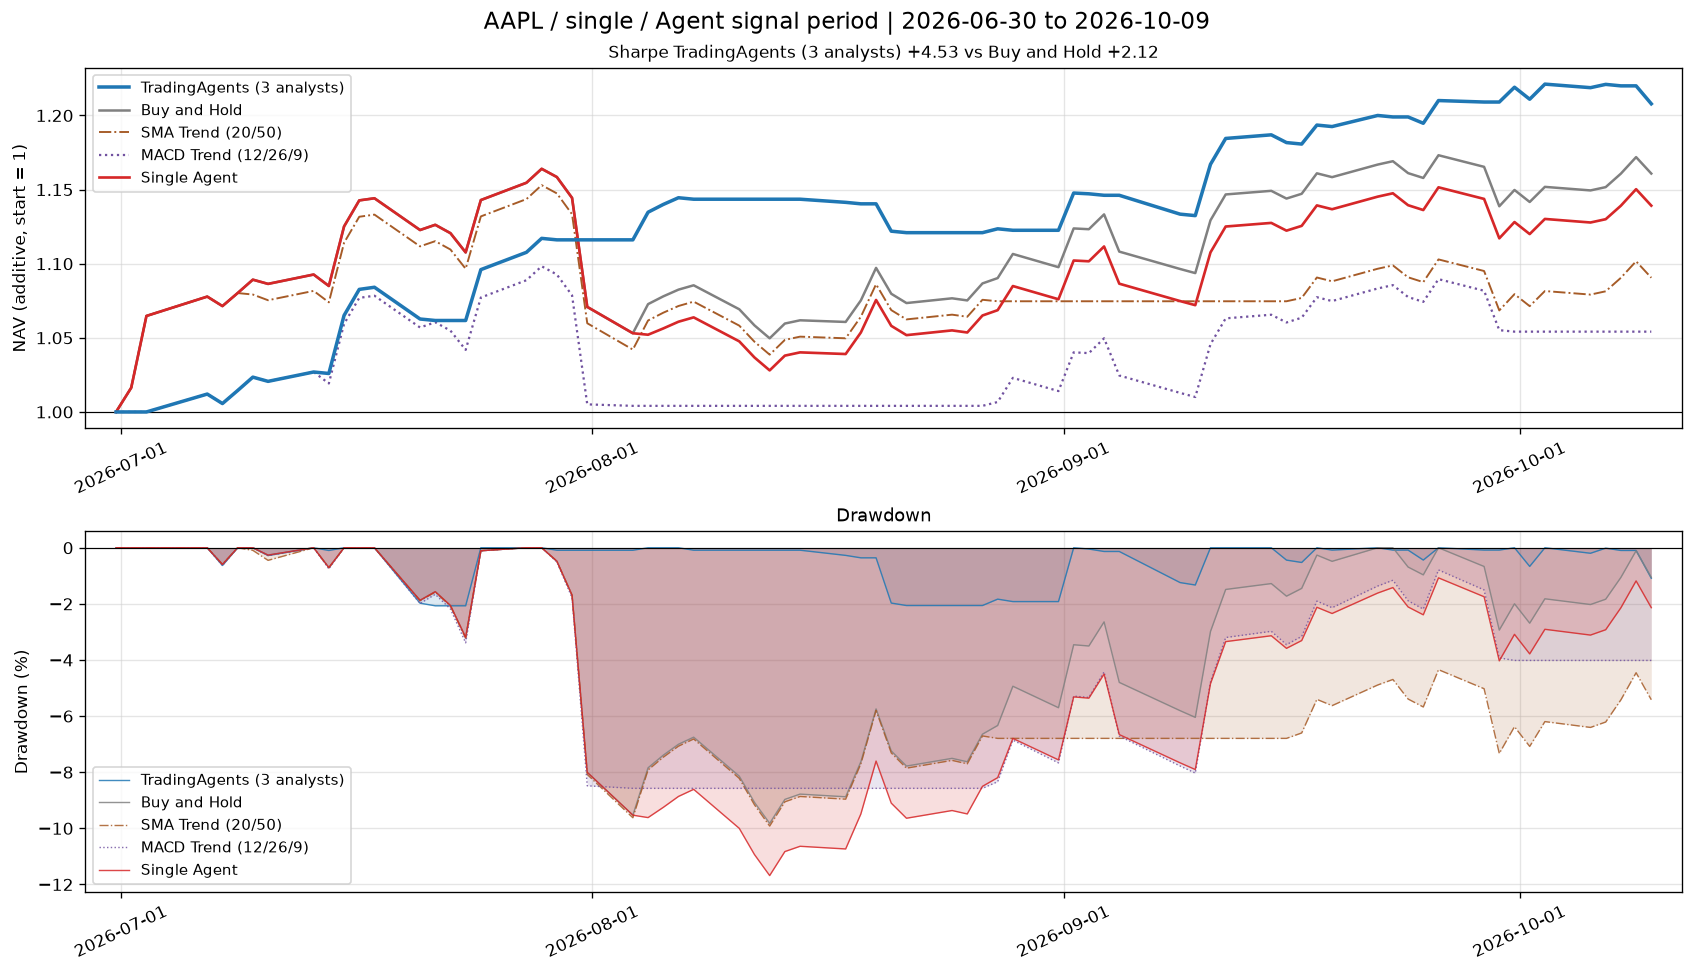 AAPL / single / Agent signal period | 2026-06-30 to 2026-10-09
Sharpe TradingAgents (3 analysts) +4.53 vs Buy and Hold +2.12
TradingAgents (3 analysts)
Buy and Hold
SMA Trend (20/50)
MACD Trend (12/26/9)
Single Agent
NAV (additive, start = 1)
1.20
1.15
1.10
1.05
1.00
2026-07-01
2026-08-01
2026-09-01
2026-10-01
Drawdown
Drawdown (%)
0
−2
−4
−6
−8
−10
−12
TradingAgents (3 analysts)
Buy and Hold
SMA Trend (20/50)
MACD Trend (12/26/9)
Single Agent
2026-07-01
2026-08-01
2026-09-01
2026-10-01